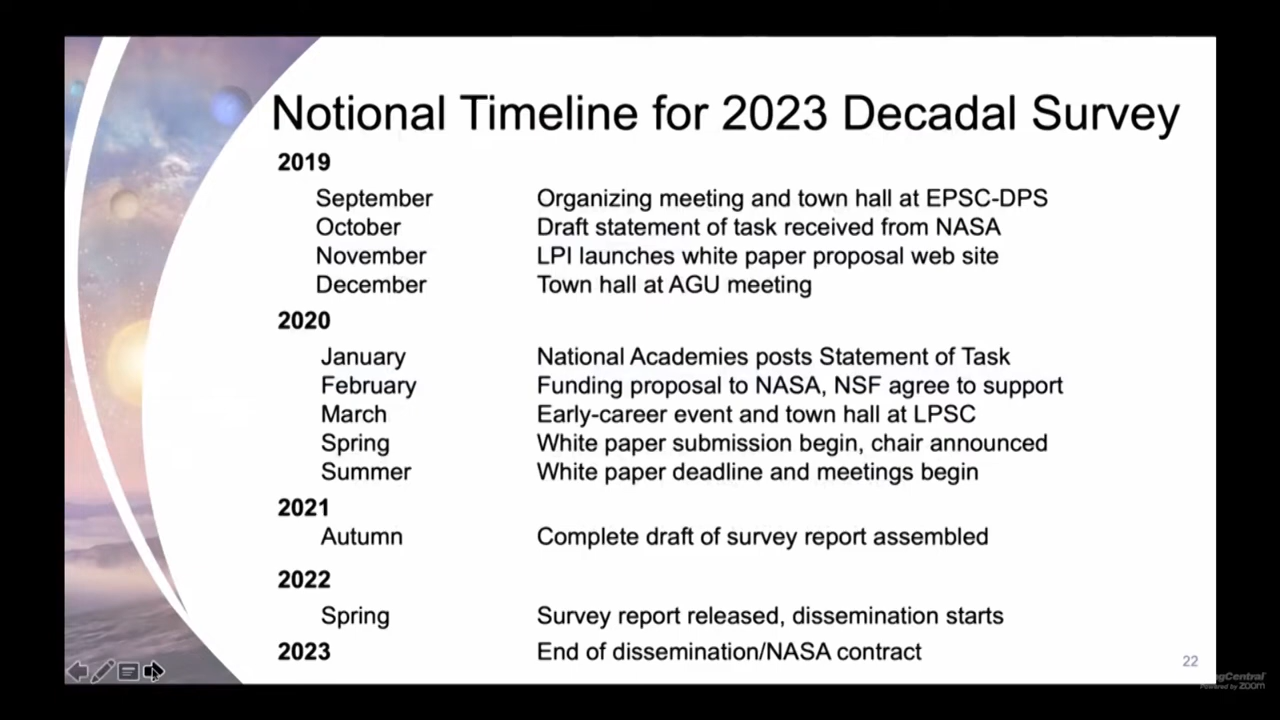 Notional Timeline for 2023 Decadal Survey
2019
September Organizing meeting and town hall at EPSC-DPS
October Draft statement of task received from NASA
November LPI launches white paper proposal web site
December Town hall at AGU meeting
2020
January National Academies posts Statement of Task
February Funding proposal to NASA, NSF agree to support
March Early-career event and town hall at LPSC
Spring White paper submission begin, chair announced
Summer White paper deadline and meetings begin
2021
Autumn Complete draft of survey report assembled
2022
Spring Survey report released, dissemination starts
2023 End of dissemination/NASA contract
22
Powered by zoom